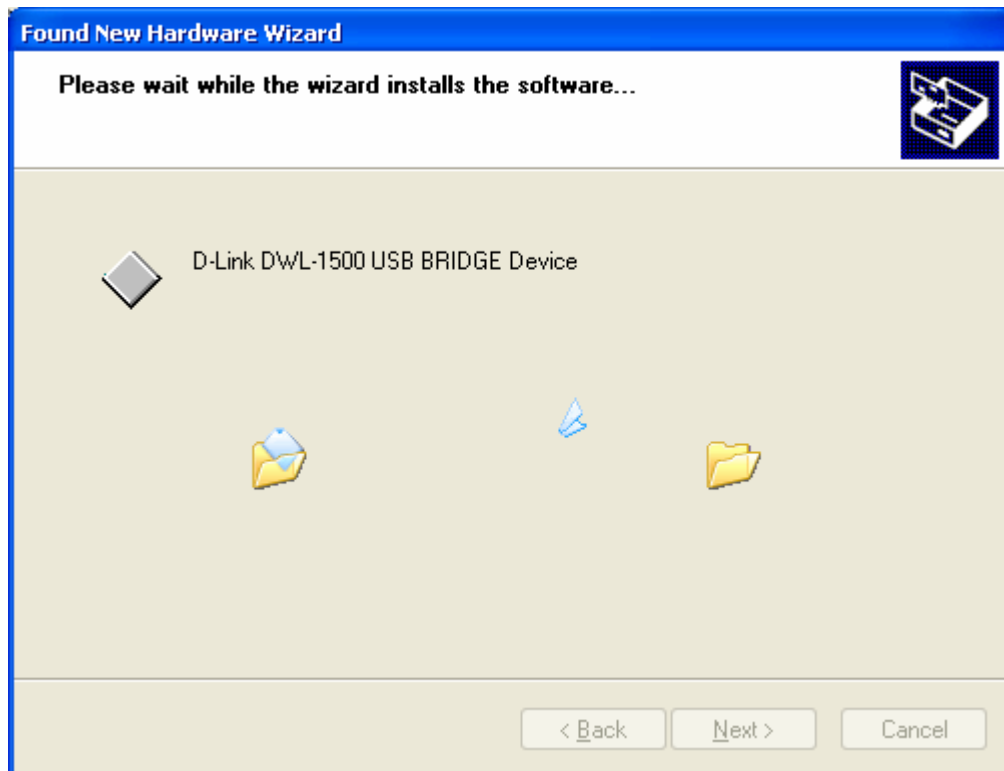 Found New Hardware Wizard
Please wait while the wizard installs the software...
D-Link DWL-1500 USB BRIDGE Device
< Back
Next >
Cancel